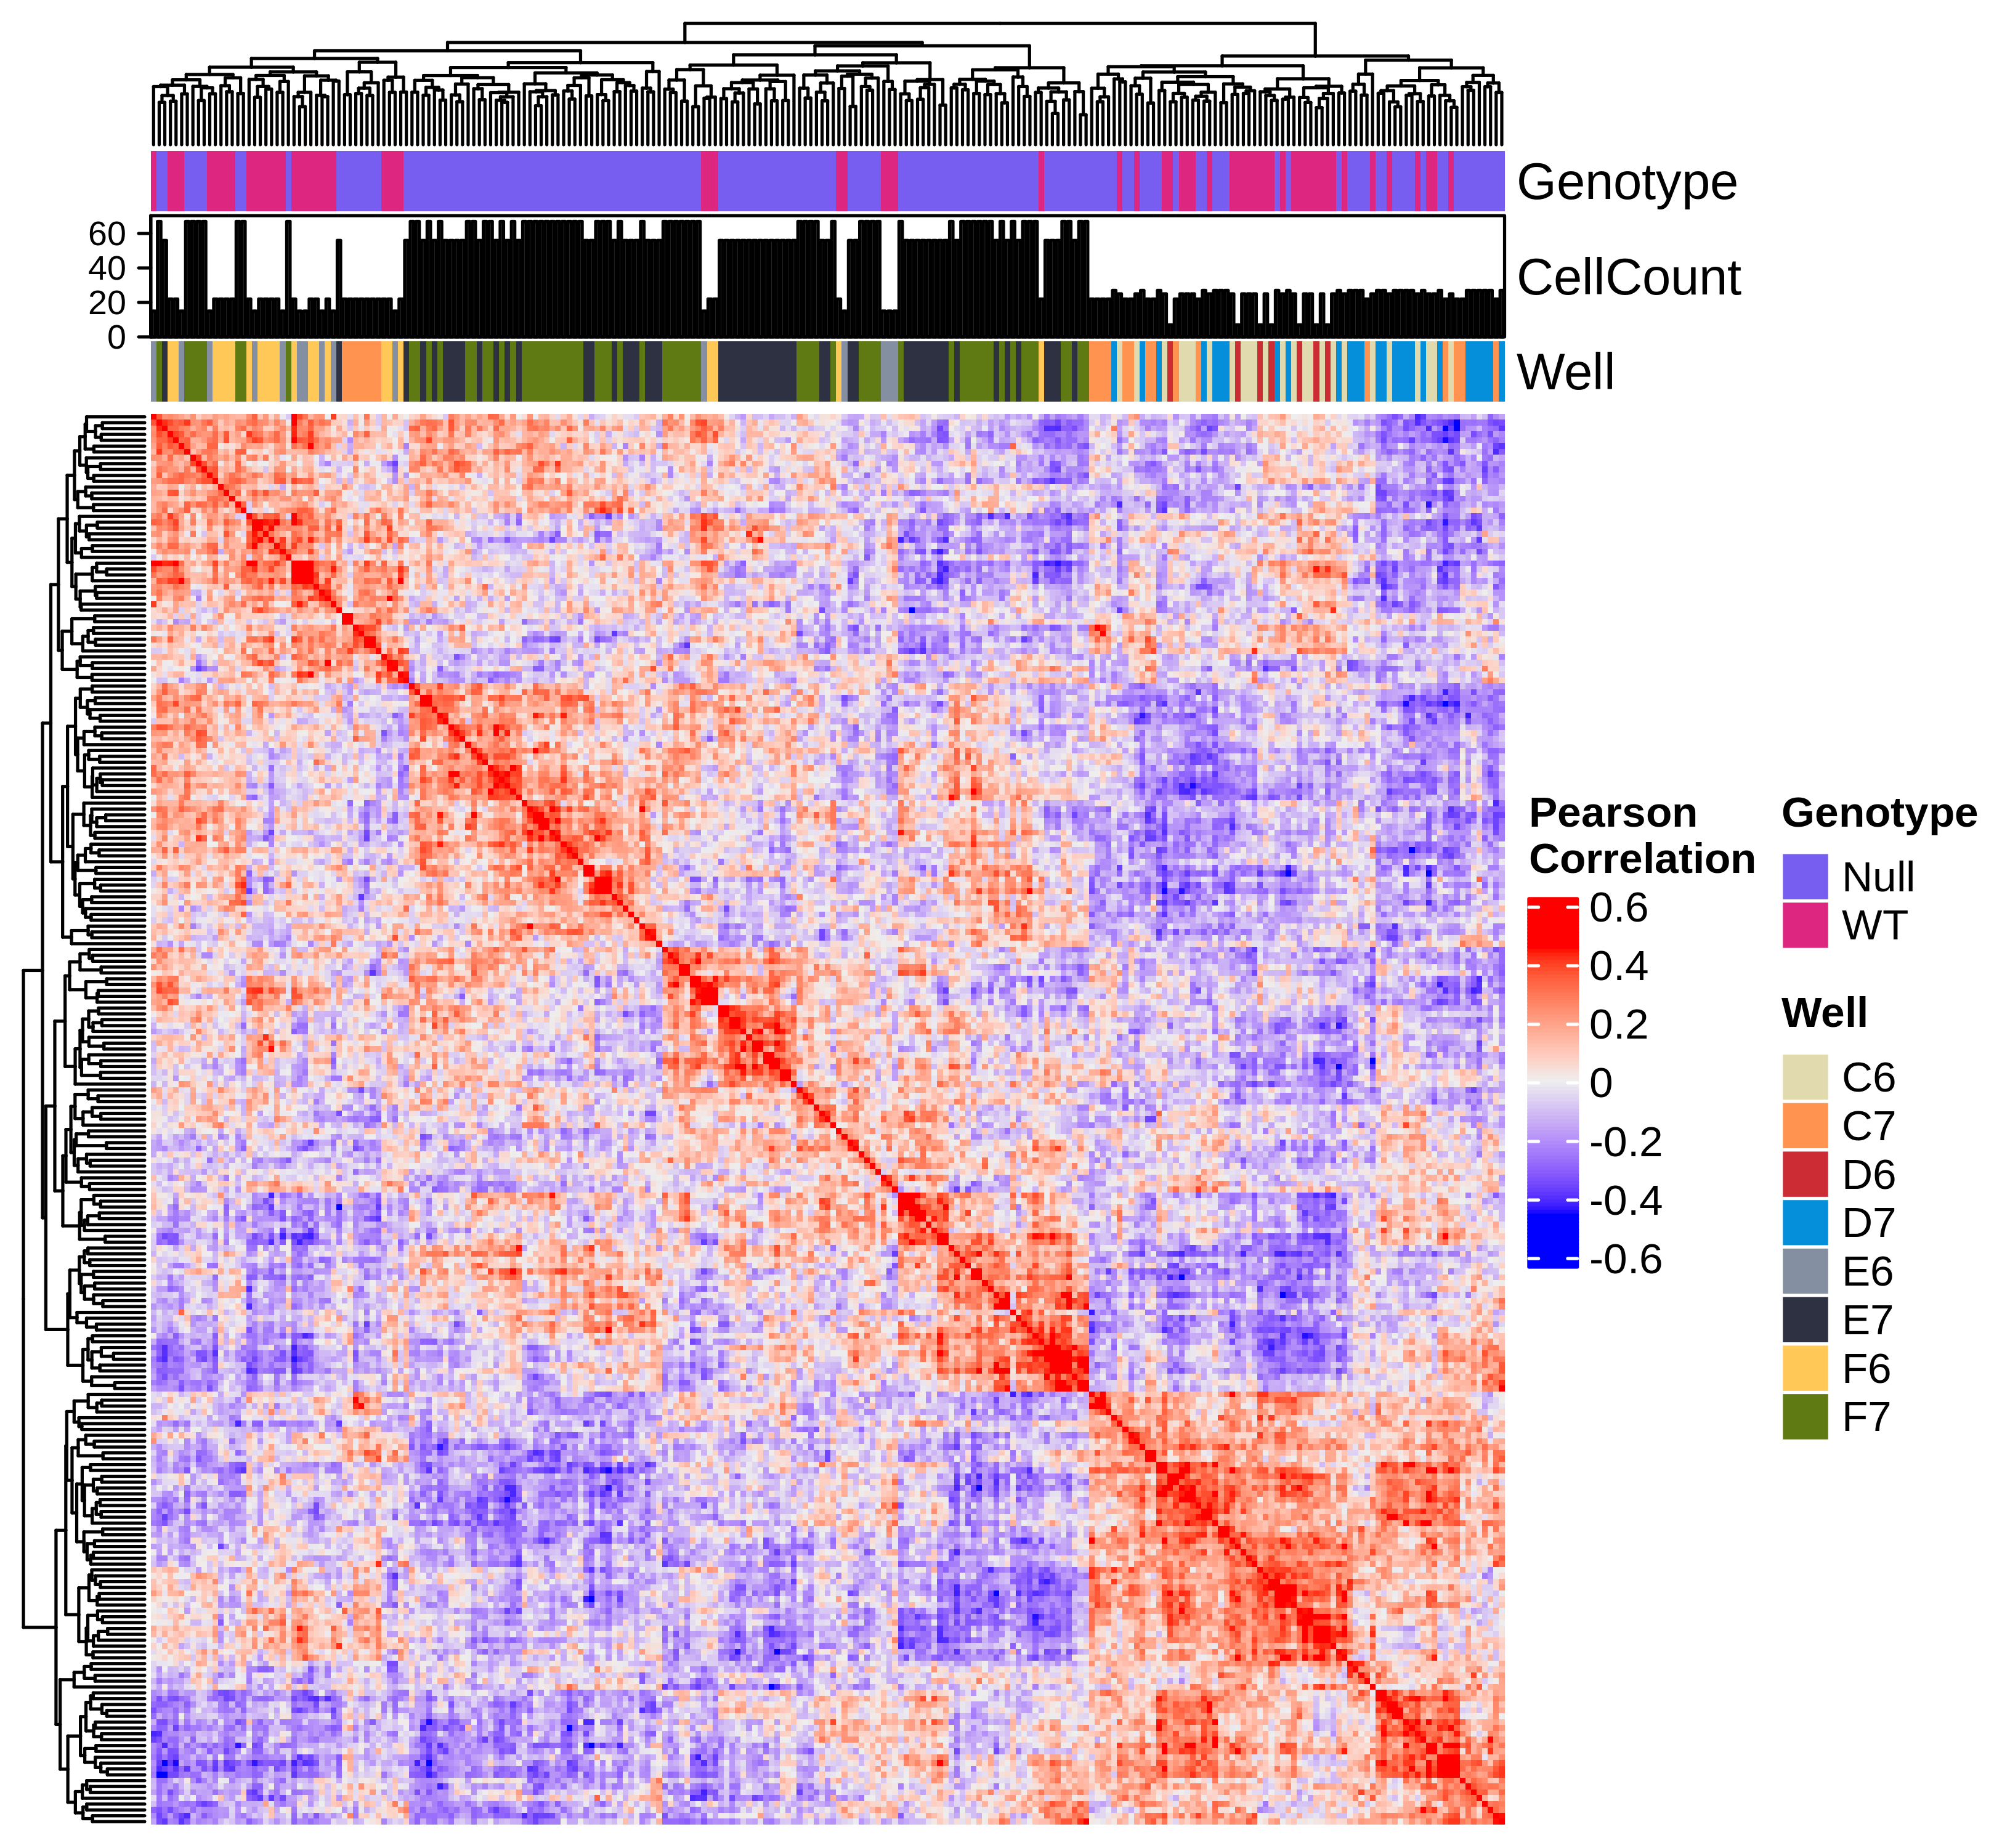 Genotype
60
40
20
0
CellCount
Well
Pearson
Correlation
0.6
0.4
0.2
0
-0.2
-0.4
-0.6
Genotype
Null
WT
Well
C6
C7
D6
D7
E6
E7
F6
F7